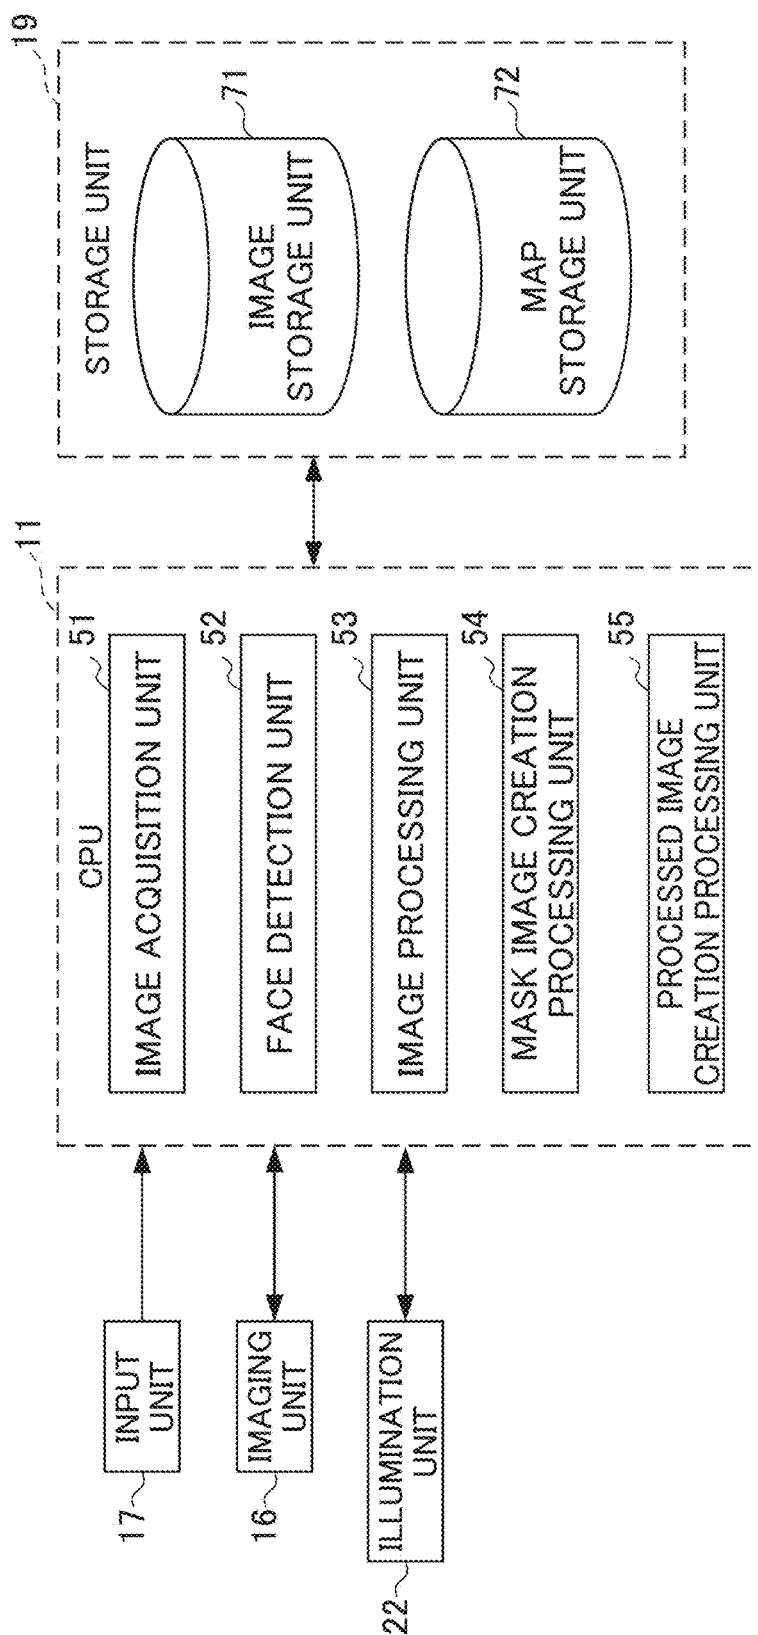 17
INPUT
UNIT
16
IMAGING
UNIT
22
ILLUMINATION
UNIT
11
CPU
51
IMAGE ACQUISITION UNIT
52
FACE DETECTION UNIT
53
IMAGE PROCESSING UNIT
54
MASK IMAGE CREATION
PROCESSING UNIT
55
PROCESSED IMAGE
CREATION PROCESSING UNIT
19
STORAGE UNIT
71
IMAGE
STORAGE UNIT
72
MAP
STORAGE UNIT